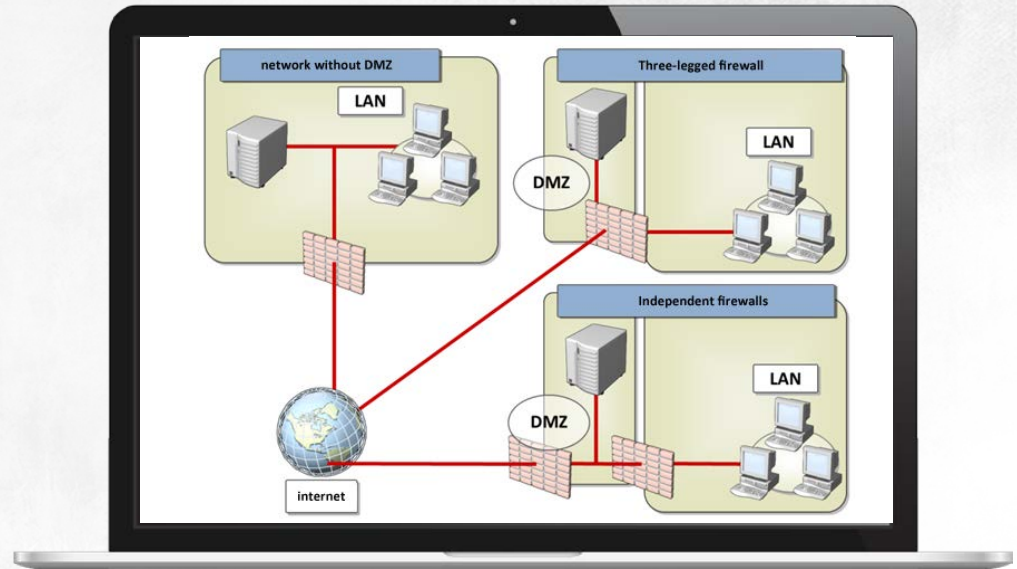 network without DMZ
LAN
Three-legged firewall
LAN
DMZ
Independent firewalls
LAN
DMZ
internet